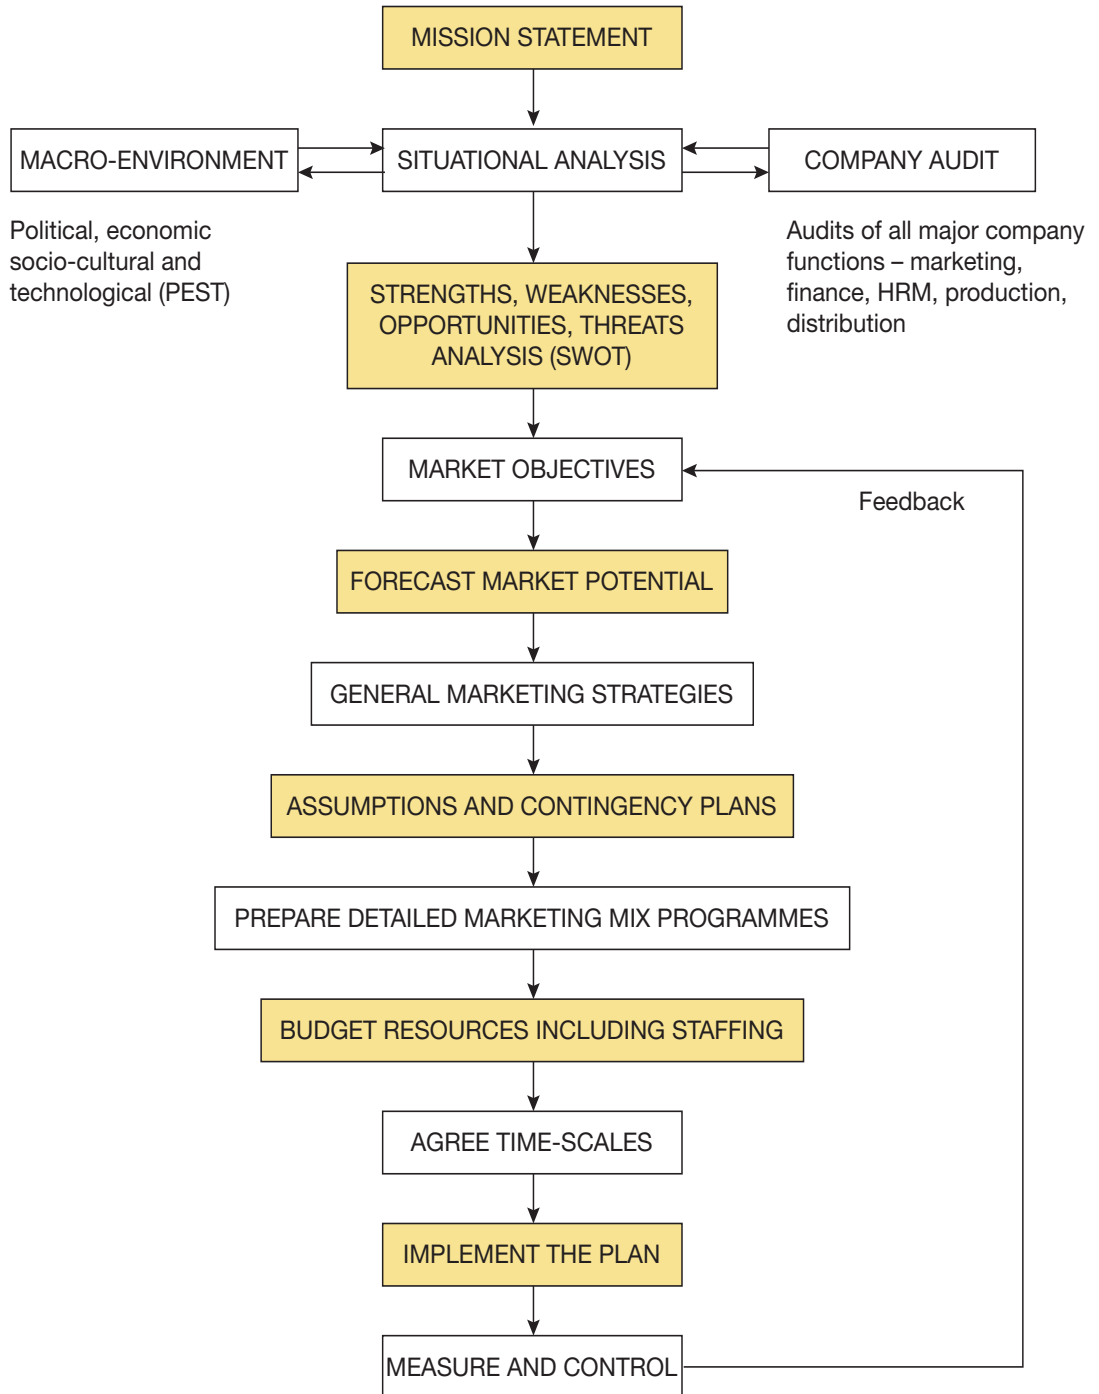 MISSION STATEMENT
MACRO-ENVIRONMENT
SITUATIONAL ANALYSIS
COMPANY AUDIT
Political, economic
socio-cultural and
technological (PEST)
Audits of all major company
functions – marketing,
finance, HRM, production,
distribution
STRENGTHS, WEAKNESSES,
OPPORTUNITIES, THREATS
ANALYSIS (SWOT)
MARKET OBJECTIVES
Feedback
FORECAST MARKET POTENTIAL
GENERAL MARKETING STRATEGIES
ASSUMPTIONS AND CONTINGENCY PLANS
PREPARE DETAILED MARKETING MIX PROGRAMMES
BUDGET RESOURCES INCLUDING STAFFING
AGREE TIME-SCALES
IMPLEMENT THE PLAN
MEASURE AND CONTROL